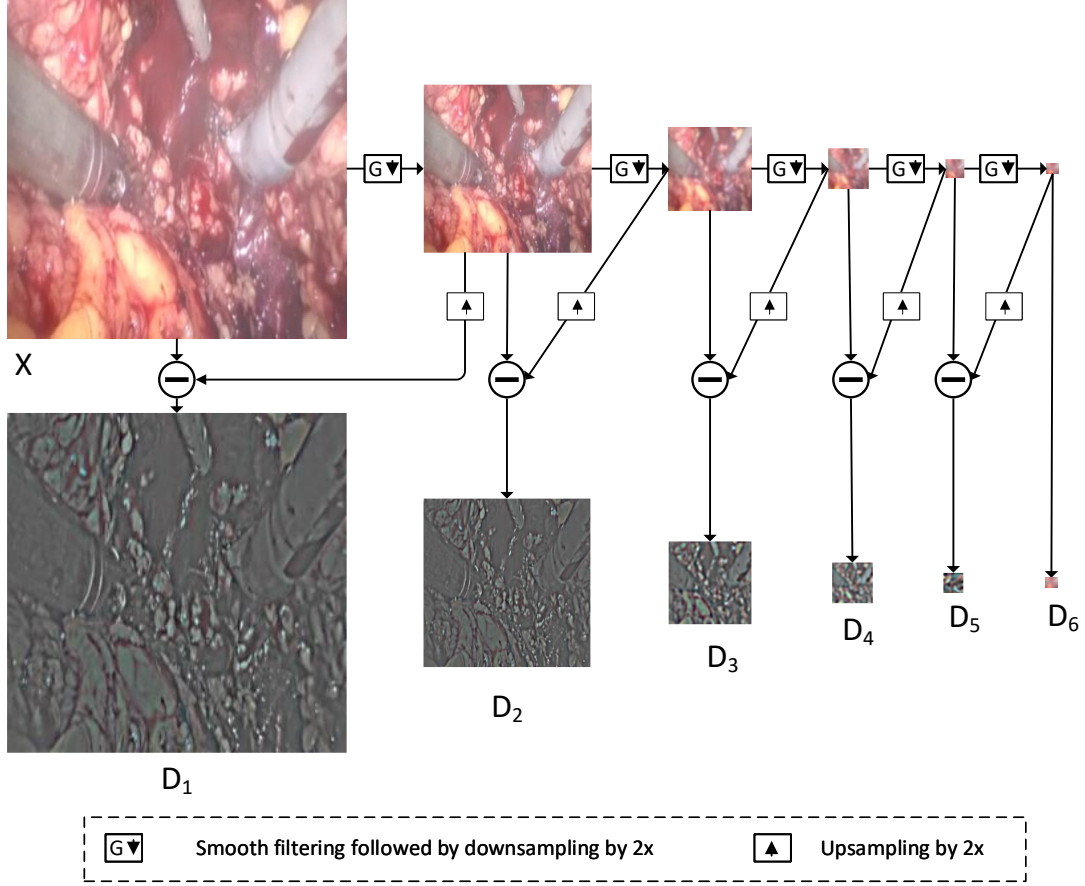 G
G
G
G
G
X
D1
D2
D3
D4
D5
D6
G Smooth filtering followed by downsampling by 2x
Upsampling by 2x